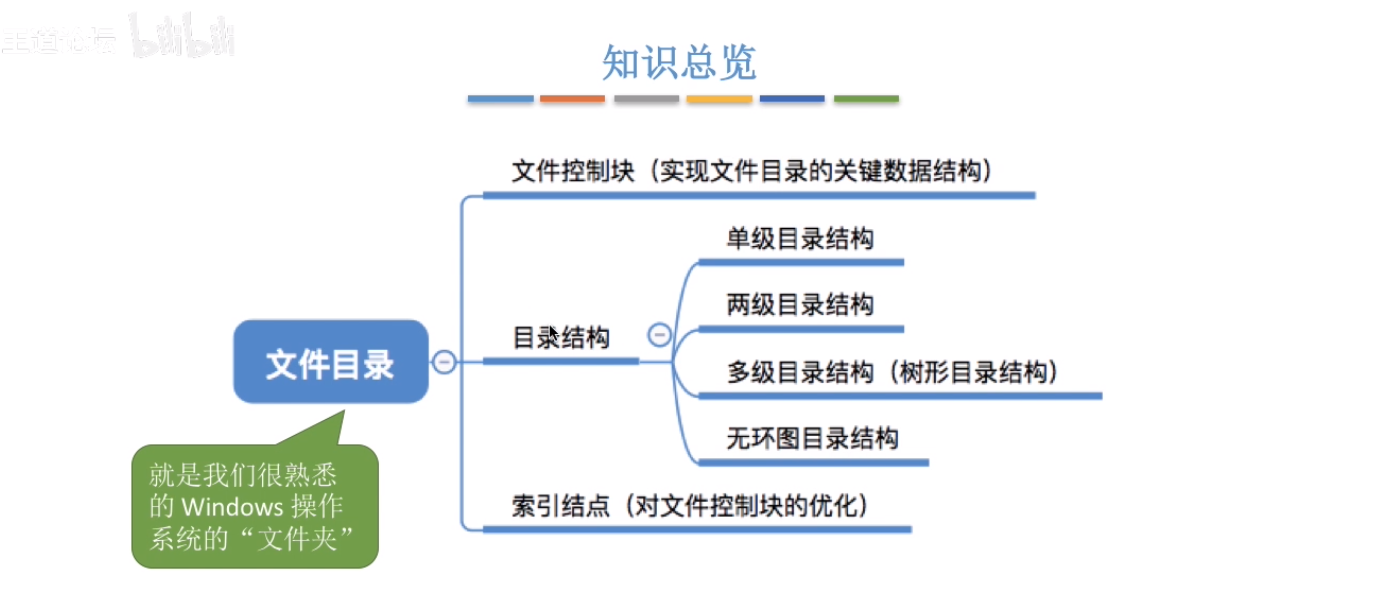 王道论坛 bilibili
知识总览
文件控制块（实现文件目录的关键数据结构）
单级目录结构
两级目录结构
目录结构
多级目录结构（树形目录结构）
文件目录
无环图目录结构
就是我们很熟悉
的 Windows 操作
系统的“文件夹”
索引结点（对文件控制块的优化）